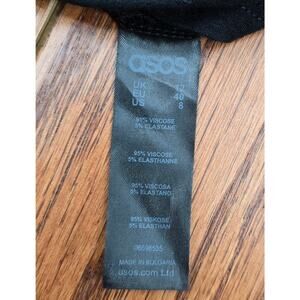 asos
UK
EU 40
US 8
95% VISCOSE
5% ELASTANE
95% VISCOSE
5% ELASTHANNE
95% VISCOSA
5% ELASTANO
95% VISKOSE
5% ELASTHAN
MADE IN BULGARIA
asos.com Ltd